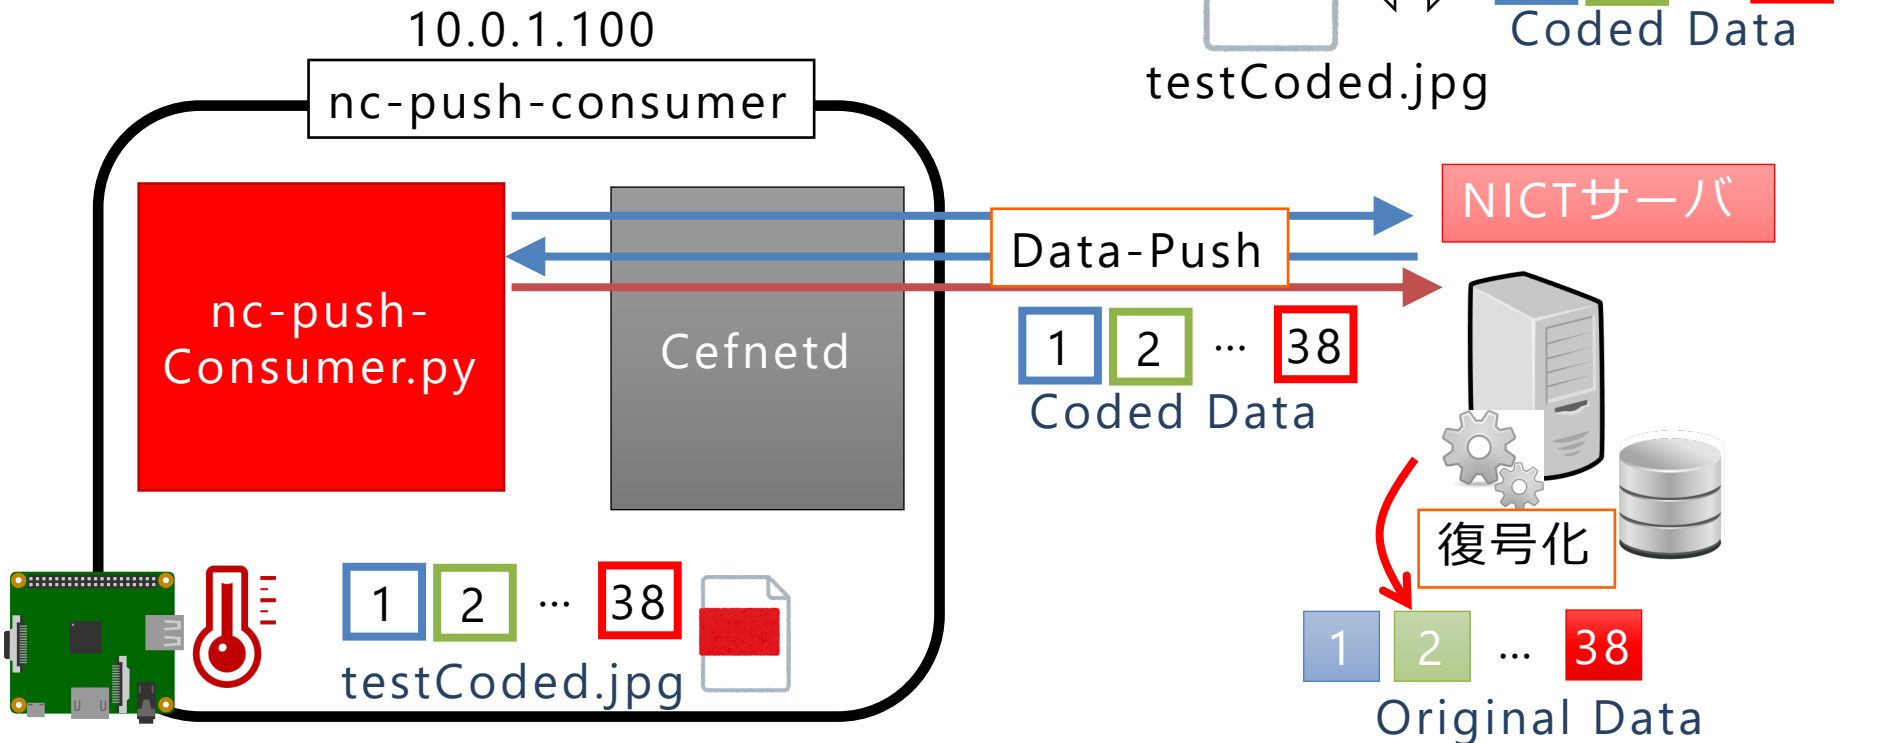 10.0.1.100
nc-push-consumer
Coded Data
testCoded.jpg
nc-push-
Consumer.py
Cefnetd
Data-Push
NICTサーバ
1 2 … 38
Coded Data
復号化
1 2 … 38
testCoded.jpg
1 2 … 38
Original Data